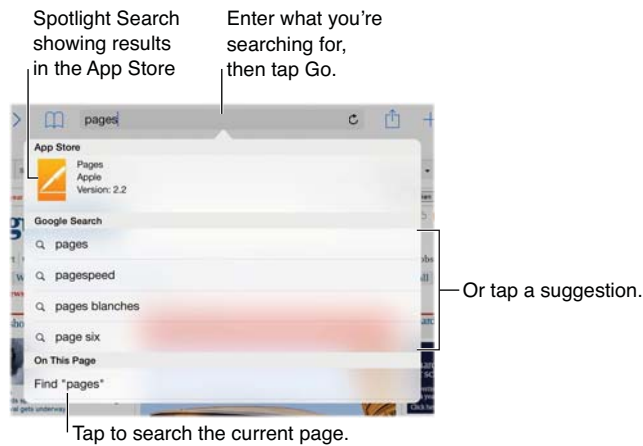 Spotlight Search
showing results
in the App Store
Enter what you're
searching for,
then tap Go.
pages
App Store
Pages
Apple
Version: 2.2
Google Search
pages
pagespeed
pages blanches
page six
On This Page
Find "pages"
Or tap a suggestion.
Tap to search the current page.